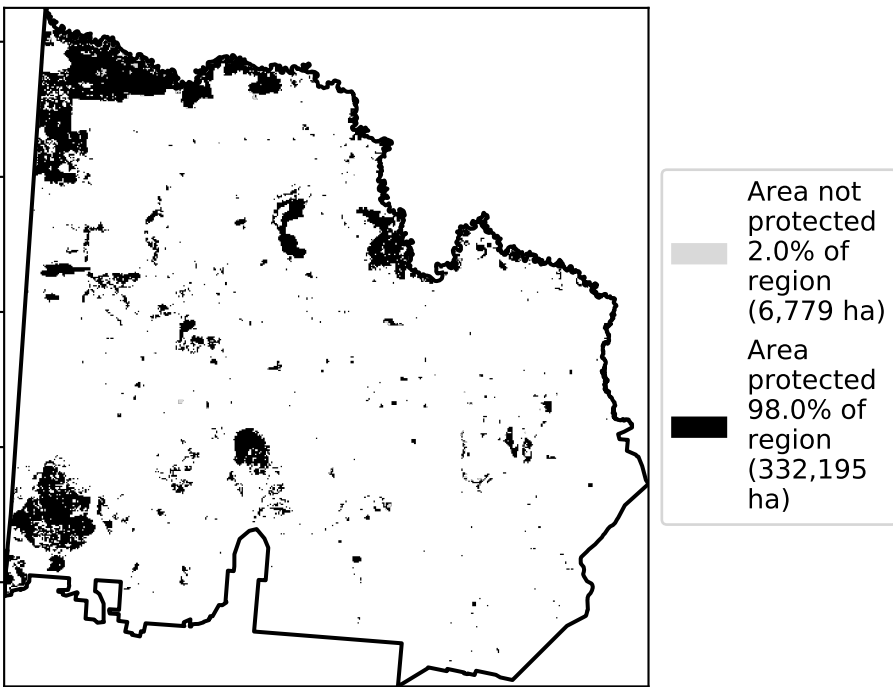 Area not
protected
2.0% of
region
(6,779 ha)
Area
protected
98.0% of
region
(332,195
ha)